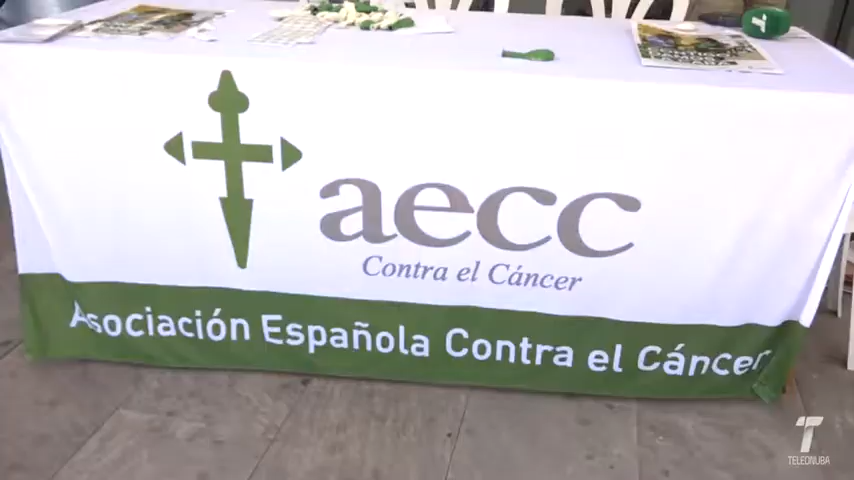 aecc
Contra el Cáncer
Asociación Española Contra el Cáncer
T
TELEONUBA